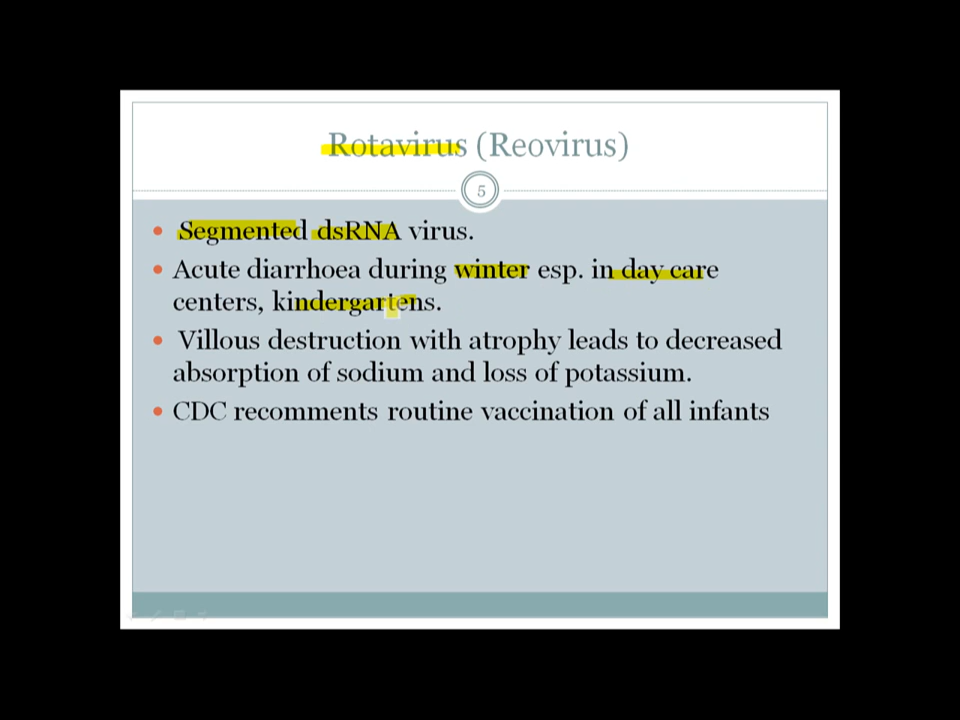 Rotavirus (Reovirus)
5
• Segmented dsRNA virus.
• Acute diarrhoea during winter esp. in day care
centers, kindergartens.
• Villous destruction with atrophy leads to decreased
absorption of sodium and loss of potassium.
• CDC recomments routine vaccination of all infants